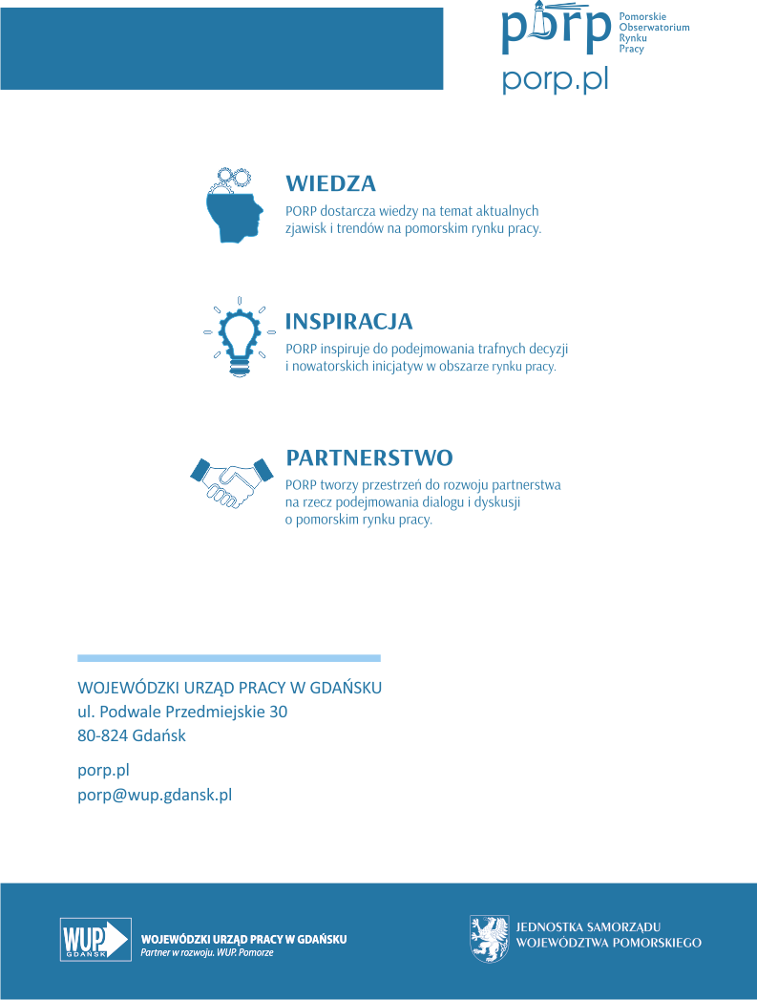 porp
Pomorskie
Obserwatorium
Rynku
Pracy
porp.pl
WIEDZA
PORP dostarcza wiedzy na temat aktualnych
zjawisk i trendów na pomorskim rynku pracy.
INSPIRACJA
PORP inspiruje do podejmowania trafnych decyzji
i nowatorskich inicjatyw w obszarze rynku pracy.
PARTNERSTWO
PORP tworzy przestrzeń do rozwoju partnerstwa
na rzecz podejmowania dialogu i dyskusji
o pomorskim rynku pracy.
WOJEWÓDZKI URZĄD PRACY W GDAŃSKU
ul. Podwale Przedmiejskie 30
80-824 Gdańsk
porp.pl
porp@wup.gdansk.pl
WUP
GDAŃSK
WOJEWÓDZKI URZĄD PRACY W GDAŃSKU
Partner w rozwoju. WUP. Pomorze
JEDNOSTKA SAMORZĄDU
WOJEWÓDZTWA POMORSKIEGO